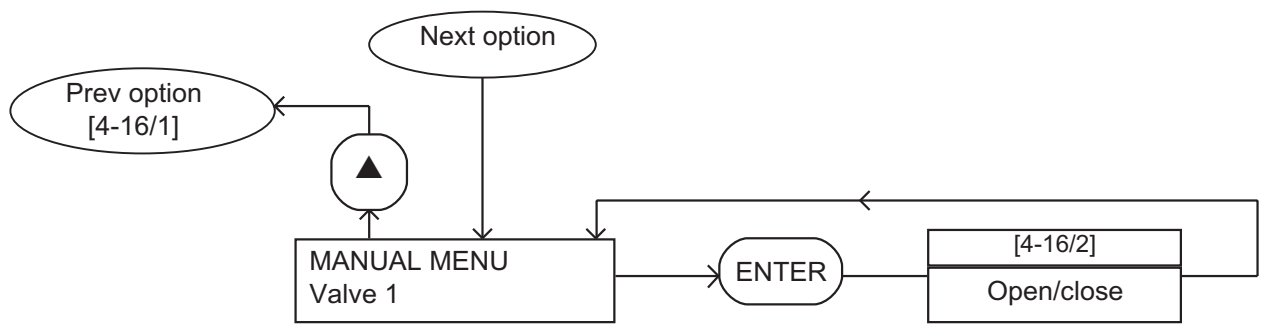 Next option
Prev option
[4-16/1]
MANUAL MENU
Valve 1
ENTER
[4-16/2]
Open/close